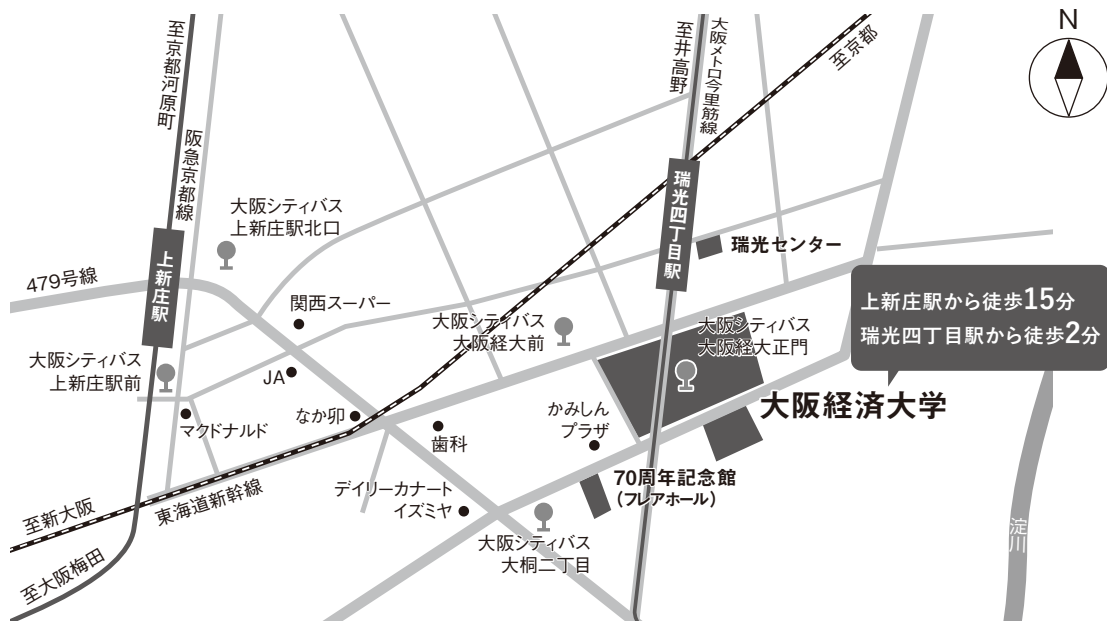 N
至京都河原町
阪急京都線
大阪メトロ今里筋線
至井高野
至京都
大阪シティバス
上新庄駅北口
瑞光四丁目駅
瑞光センター
上新庄駅
479号線
関西スーパー
大阪シティバス
大阪経大前
大阪シティバス
大阪経大正門
上新庄駅から徒歩15分
瑞光四丁目駅から徒歩2分
大阪経済大学
大阪シティバス
上新庄駅前
JA
マクドナルド
なか卯
歯科
かみしん
プラザ
70周年記念館
(フレアホール)
デイリーカナート
イズミヤ
東海道新幹線
至新大阪
至大阪梅田
大阪シティバス
大桐二丁目
淀川